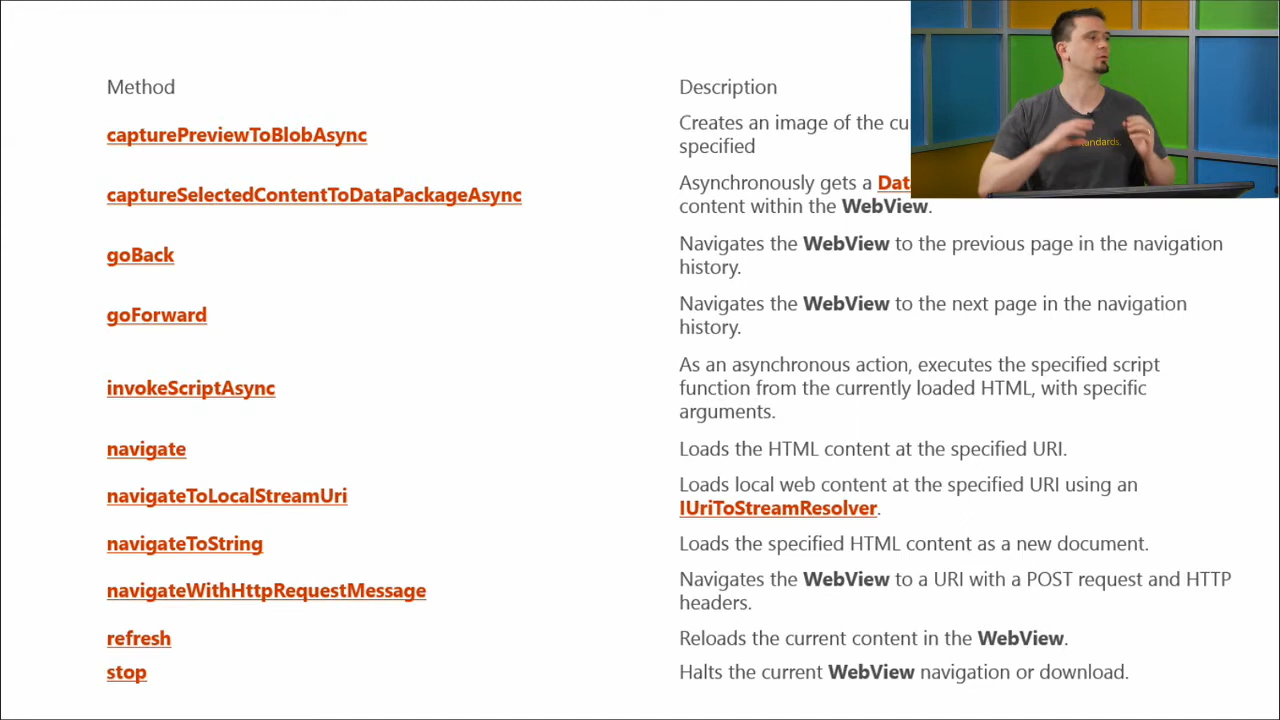 Method Description
capturePreviewToBlobAsync
Creates an image of the
specified
captureSelectedContentToDataPackageAsync
Asynchronously gets a
content within the WebView.
goBack
Navigates the WebView to the previous page in the navigation
history.
goForward
Navigates the WebView to the next page in the navigation
history.
invokeScriptAsync
As an asynchronous action, executes the specified script
function from the currently loaded HTML, with specific
arguments.
navigate
Loads the HTML content at the specified URI.
navigateToLocalStreamUri
Loads local web content at the specified URI using an
IUriToStreamResolver.
navigateToString
Loads the specified HTML content as a new document.
navigateWithHttpRequestMessage
Navigates the WebView to a URI with a POST request and HTTP
headers.
refresh
Reloads the current content in the WebView.
stop
Halts the current WebView navigation or download.